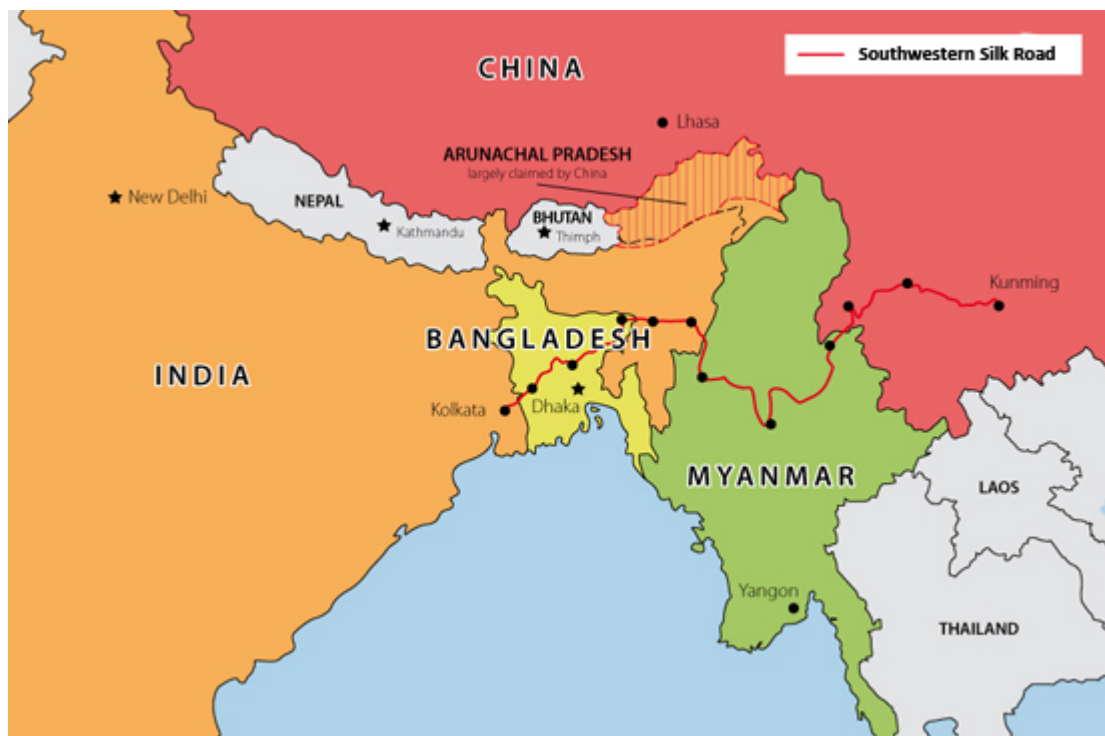 Southwestern Silk Road
CHINA
Lhasa
ARUNACHAL PRADESH
largely claimed by China
New Delhi
NEPAL
Kathmandu
BHUTAN
Thimph
Kunming
BANGLADESH
INDIA
Kolkata
Dhaka
MYANMAR
LAOS
Yangon
THAILAND